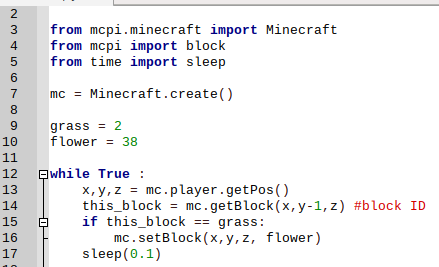 2
3 from mcpi.minecraft import Minecraft
4 from mcpi import block
5 from time import sleep
6
7 mc = Minecraft.create()
8
9 grass = 2
10 flower = 38
11
12 while True :
13 x,y,z = mc.player.getPos()
14 this_block = mc.getBlock(x,y-1,z) #block ID
15 if this_block == grass:
16 mc.setBlock(x,y,z, flower)
17 sleep(0.1)